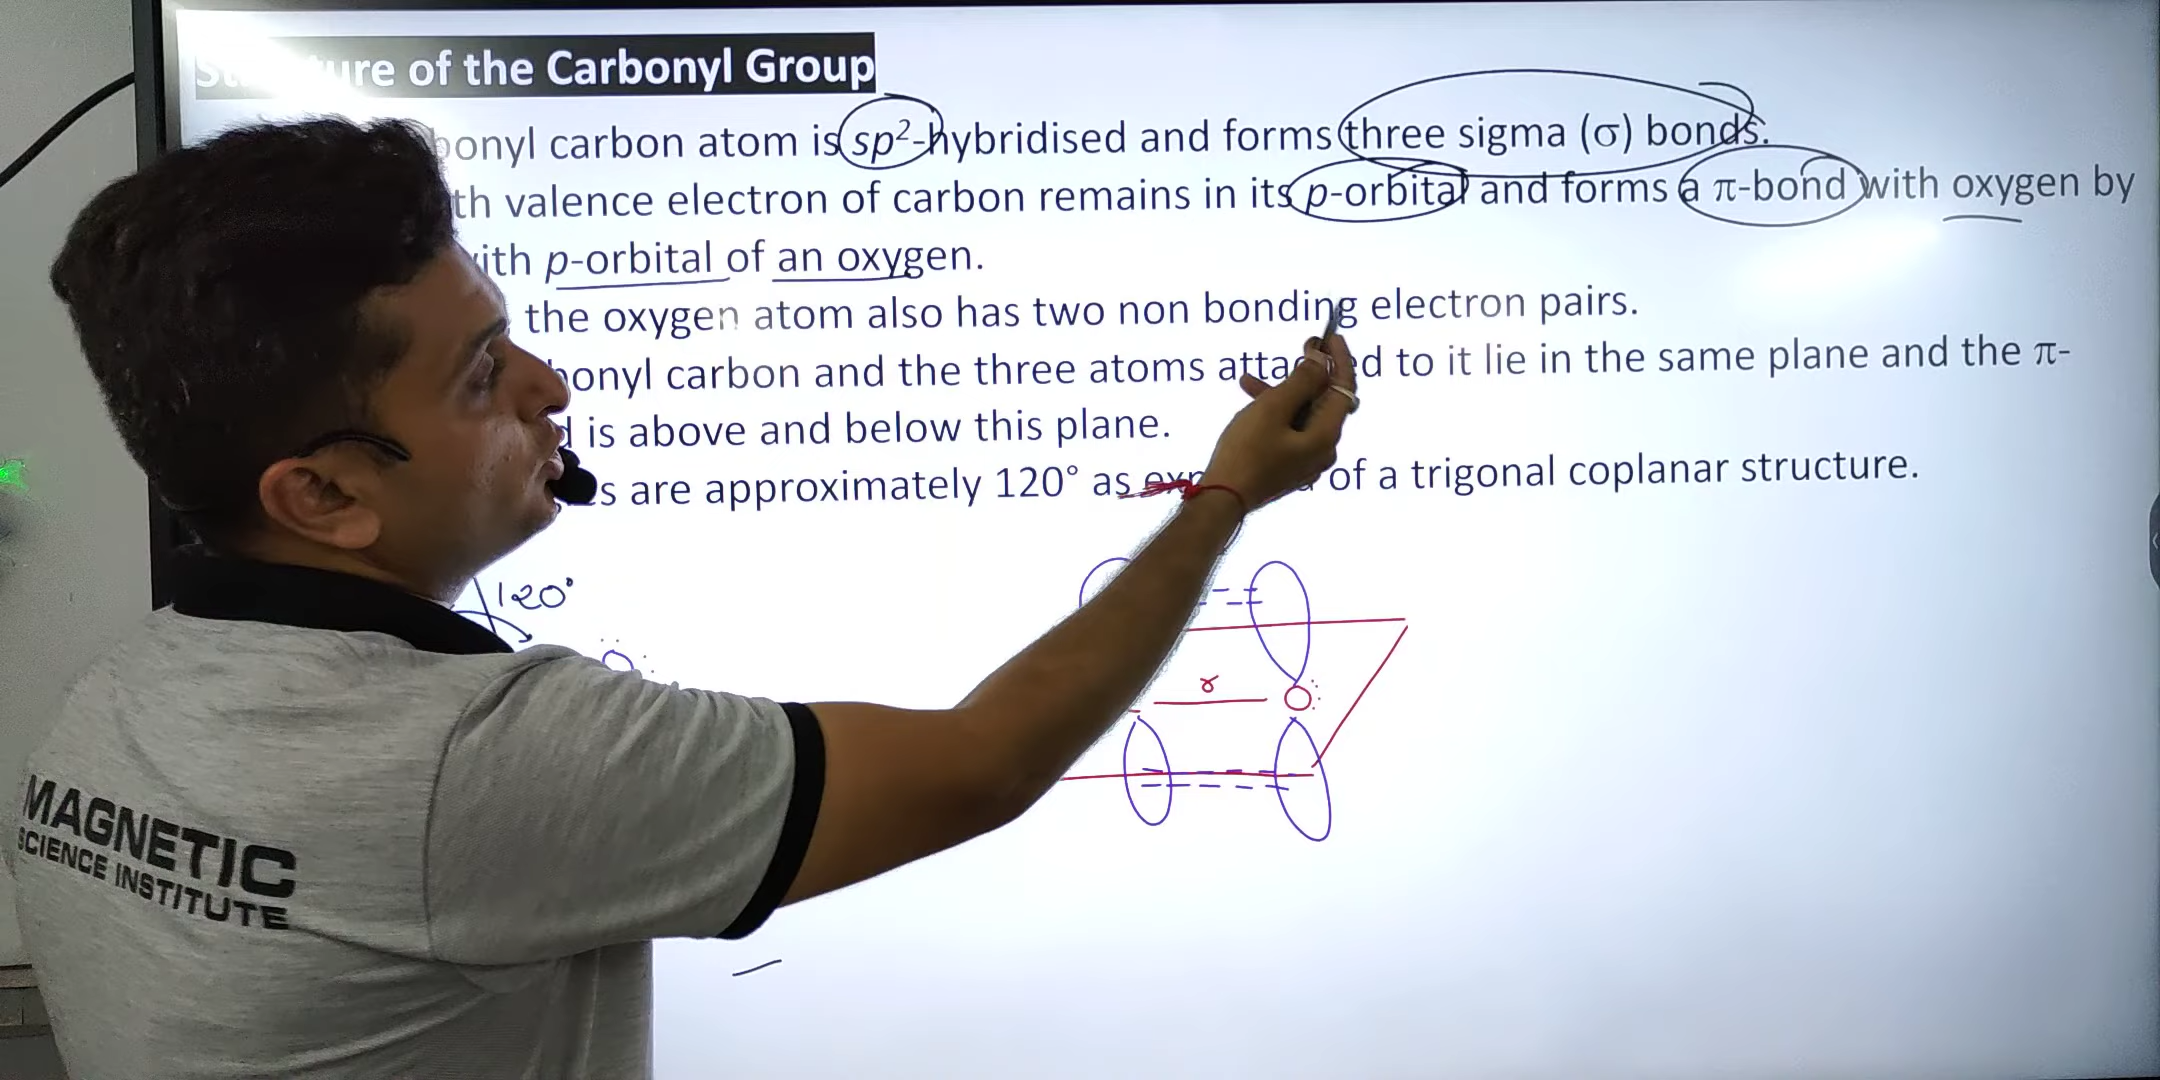 Structure of the Carbonyl Group
bonyl carbon atom is sp²-hybridised and forms three sigma (σ) bonds.
th valence electron of carbon remains in its p-orbital and forms a π-bond with oxygen by
ith p-orbital of an oxygen.
the oxygen atom also has two non bonding electron pairs.
bonyl carbon and the three atoms attached to it lie in the same plane and the π-
d is above and below this plane.
s are approximately 120° as of a trigonal coplanar structure.
120°
MAGNETIC
SCIENCE INSTITUTE